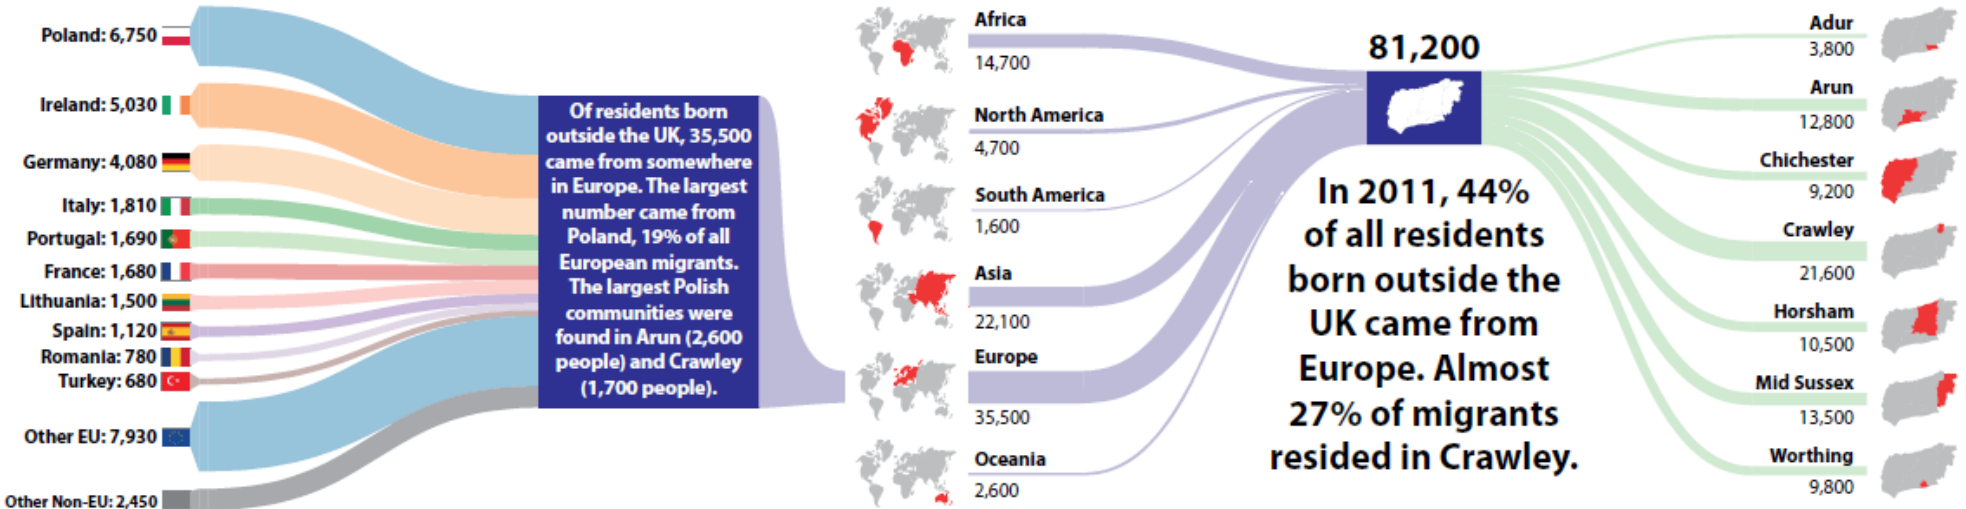 Poland: 6,750
Ireland: 5,030
Germany: 4,080
Italy: 1,810
Portugal: 1,690
France: 1,680
Lithuania: 1,500
Spain: 1,120
Romania: 780
Turkey: 680
Other EU: 7,930
Other Non-EU: 2,450
Of residents born
outside the UK, 35,500
came from somewhere
in Europe. The largest
number came from
Poland, 19% of all
European migrants.
The largest Polish
communities were
found in Arun (2,600
people) and Crawley
(1,700 people).
Africa
14,700
North America
4,700
South America
1,600
Asia
22,100
Europe
35,500
Oceania
2,600
81,200
In 2011, 44%
of all residents
born outside the
UK came from
Europe. Almost
27% of migrants
resided in Crawley.
Adur
3,800
Arun
12,800
Chichester
9,200
Crawley
21,600
Horsham
10,500
Mid Sussex
13,500
Worthing
9,800